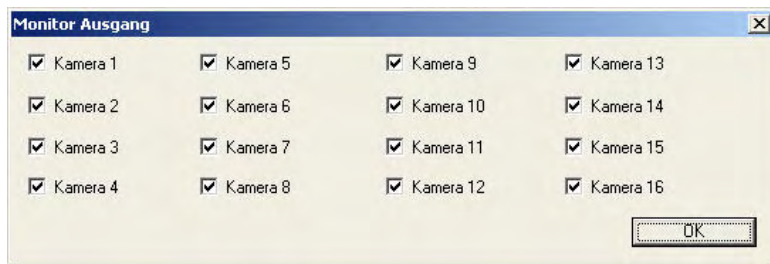 Monitor Ausgang
Kamera 1 Kamera 5 Kamera 9 Kamera 13
Kamera 2 Kamera 6 Kamera 10 Kamera 14
Kamera 3 Kamera 7 Kamera 11 Kamera 15
Kamera 4 Kamera 8 Kamera 12 Kamera 16
OK